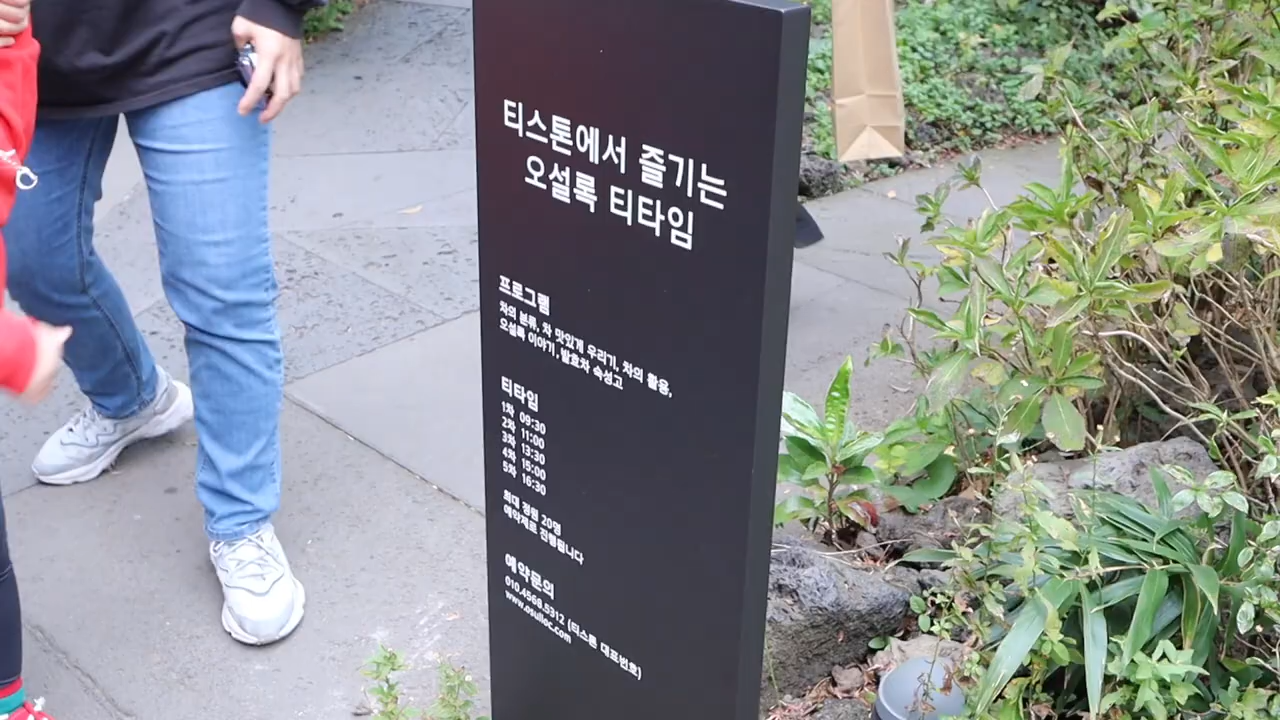 티스톤에서 즐기는
오설록 티타임
프로그램
차의 분류, 차 맛있게 우리기, 차의 활용,
오설록 이야기, 발효차 숙성고
티타임
1차 09:30
2차 11:00
3차 13:30
4차 15:00
5차 16:30
최대 정원 20명
예약제로 진행됩니다
예약문의
010.4568.5312 (티스톤 대표번호)
www.osulloc.com